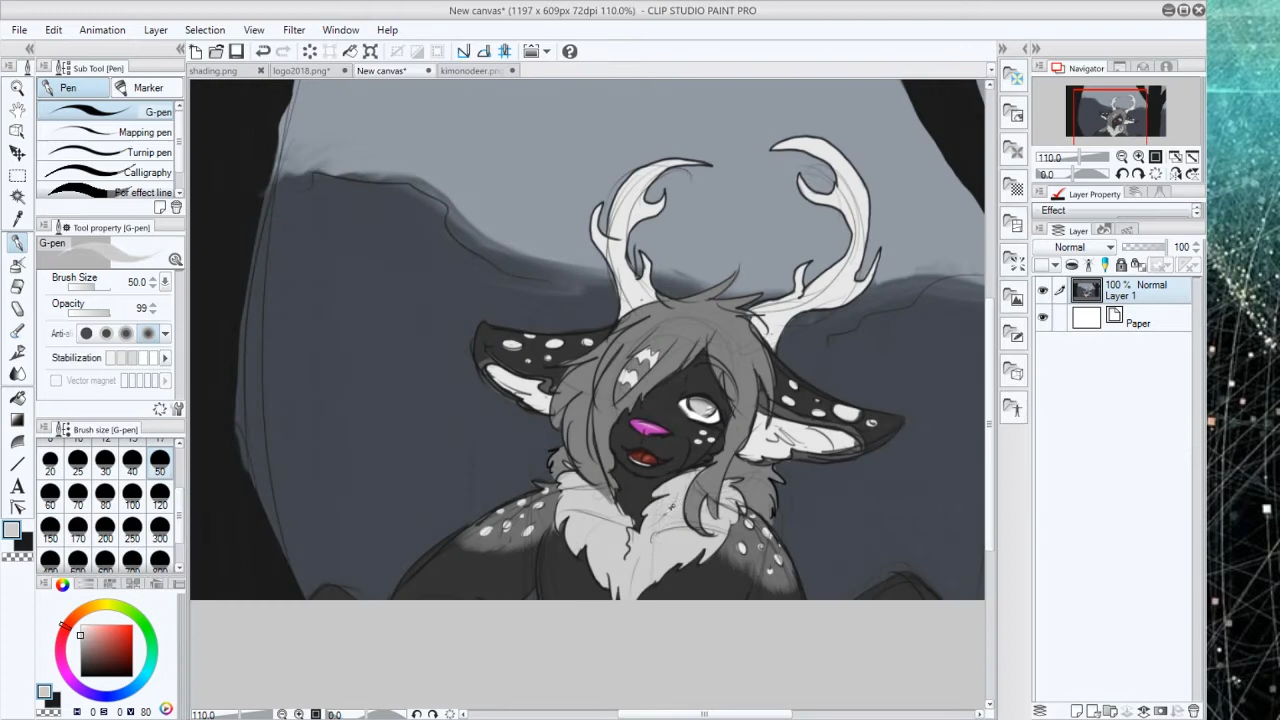 New canvas* (1197 x 609px 72dpi 110.0%) - CLIP STUDIO PAINT PRO
File Edit Animation Layer Selection View Filter Window Help
Sub Tool [Pen]
shading.png logo2018.png* New canvas* kimonodeer.png
Navigator
Pen Marker
G-pen
Mapping pen
Turnip pen
Calligraphy
For effect line
110.0
0.0
Layer Property
Effect
Tool property [G-pen]
Layer
G-pen
Normal 100
Brush Size 50.0
Opacity 99
Anti-al
Stabilization
Vector magnet
100 % Normal
Layer 1
Paper
Brush size [G-pen]
20 25 30 40 50
60 70 80 100 120
150 170 200 250 300
H 0 S 0 V 80
110.0 0.0